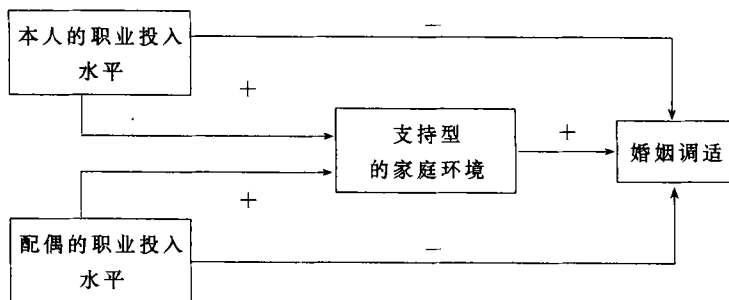 本人的职业投入
水平
−
+
支持型
的家庭环境
+
婚姻调适
+
配偶的职业投入
水平
−